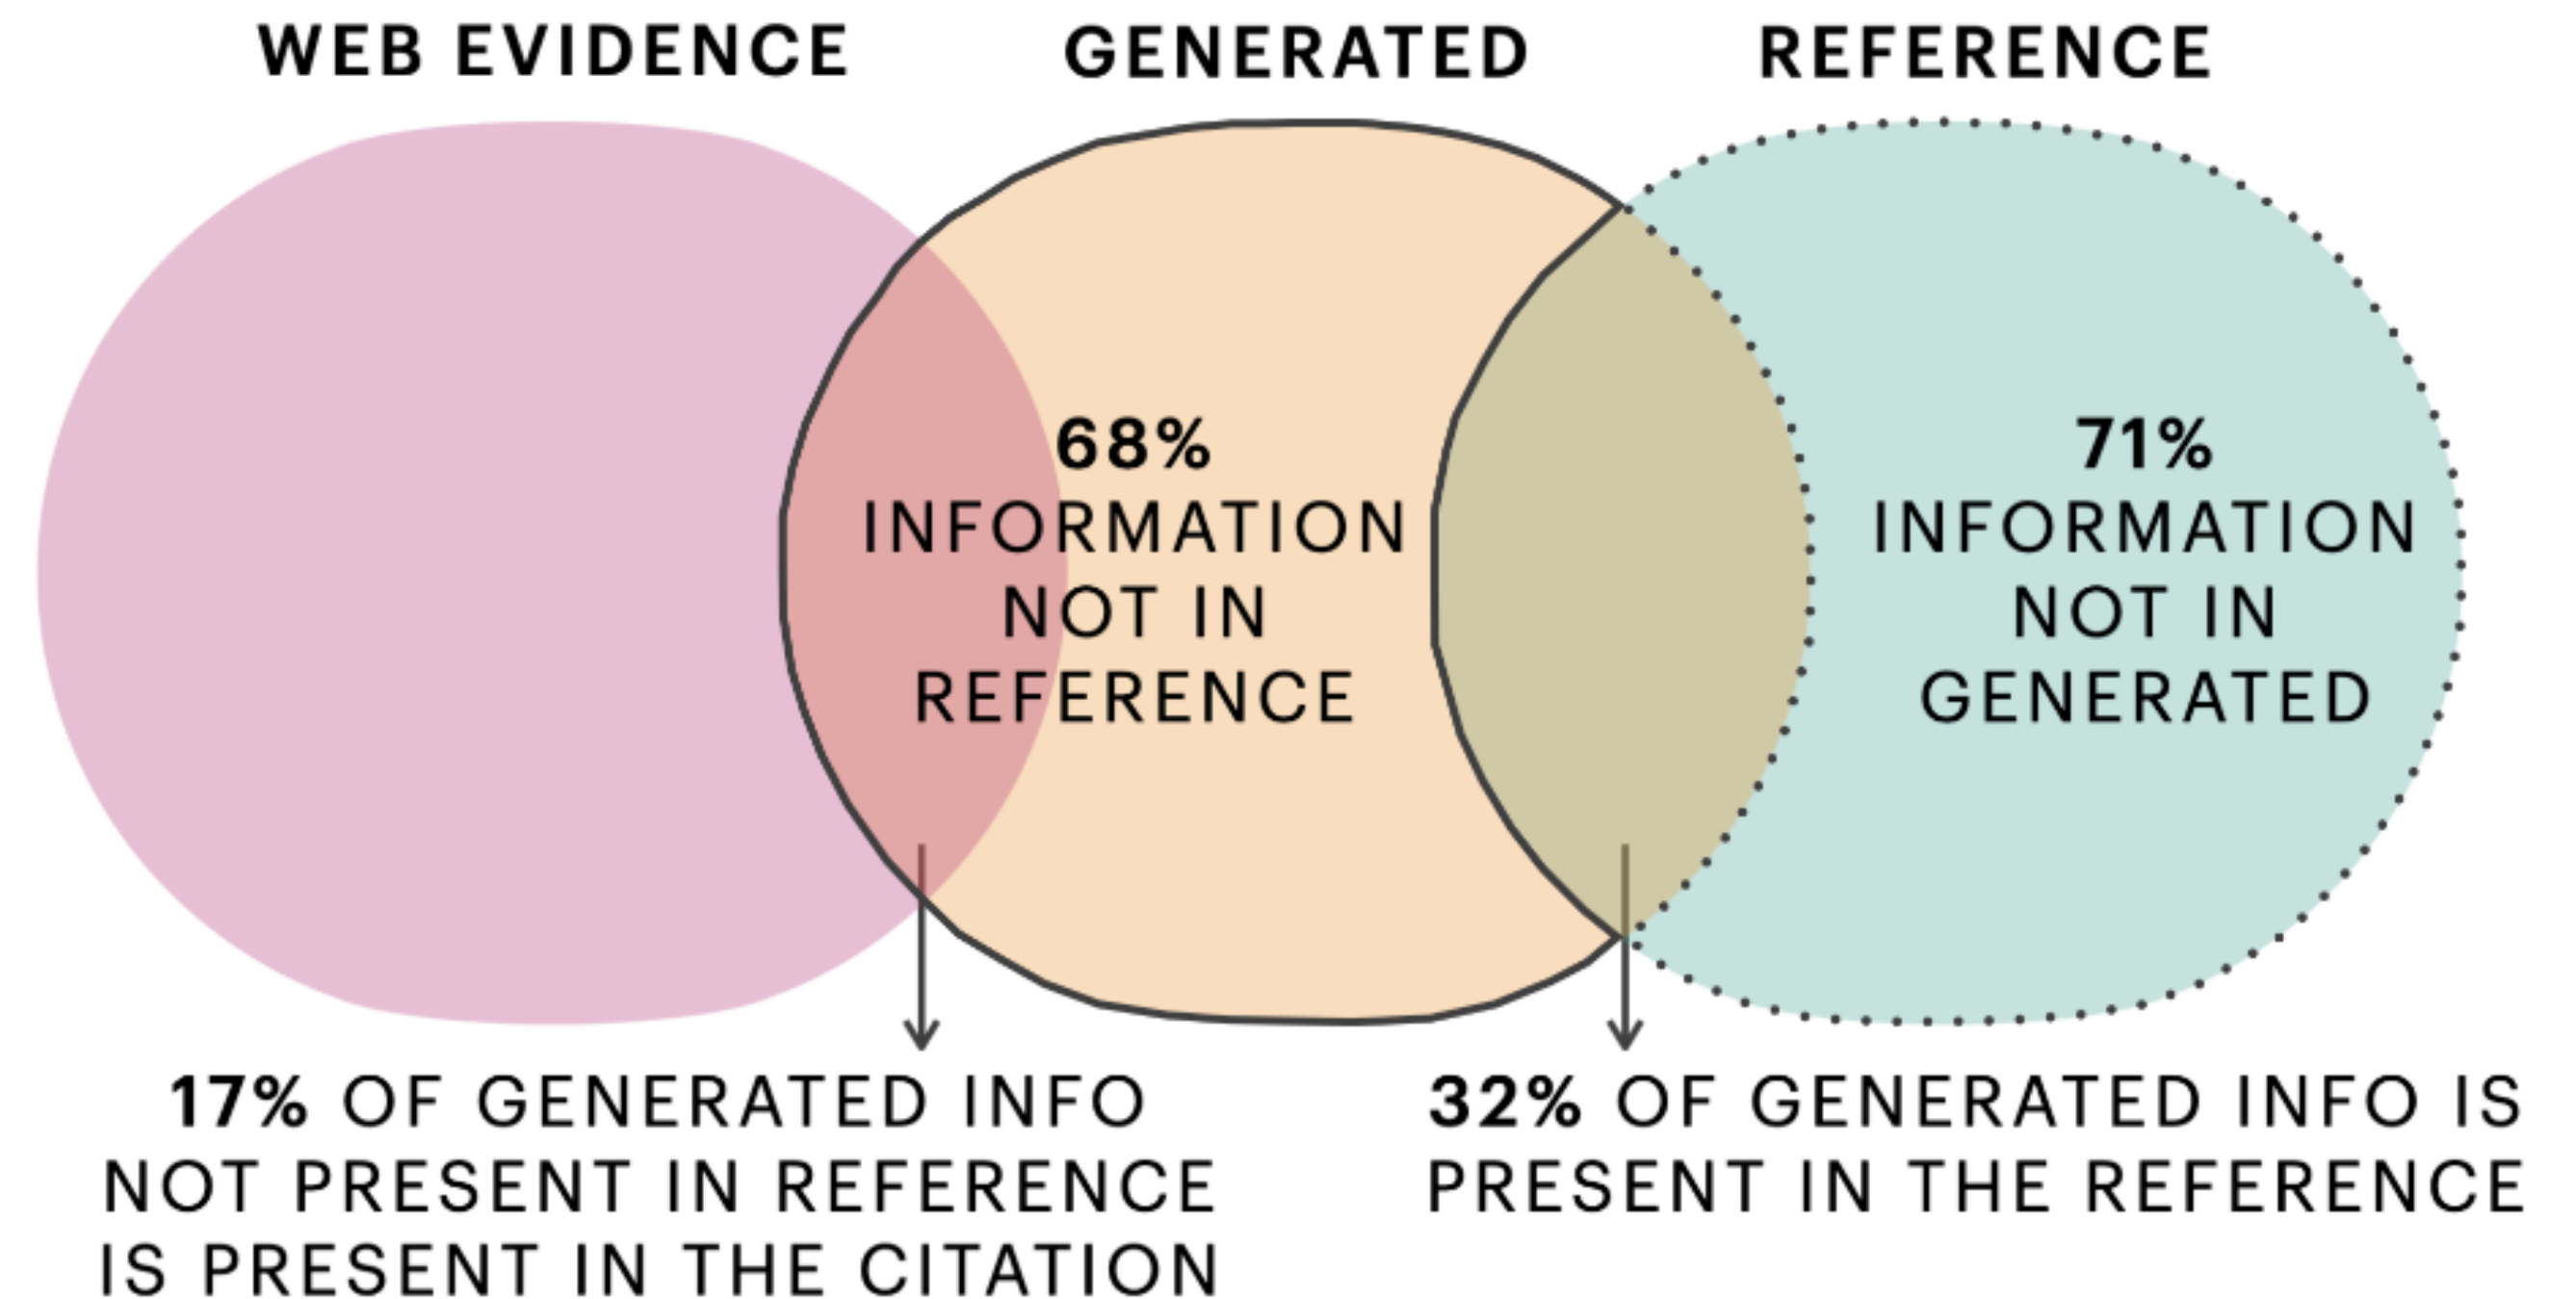 WEB EVIDENCE
GENERATED
REFERENCE
68%
INFORMATION
NOT IN
REFERENCE
71%
INFORMATION
NOT IN
GENERATED
17% OF GENERATED INFO
NOT PRESENT IN REFERENCE
IS PRESENT IN THE CITATION
32% OF GENERATED INFO IS
PRESENT IN THE REFERENCE